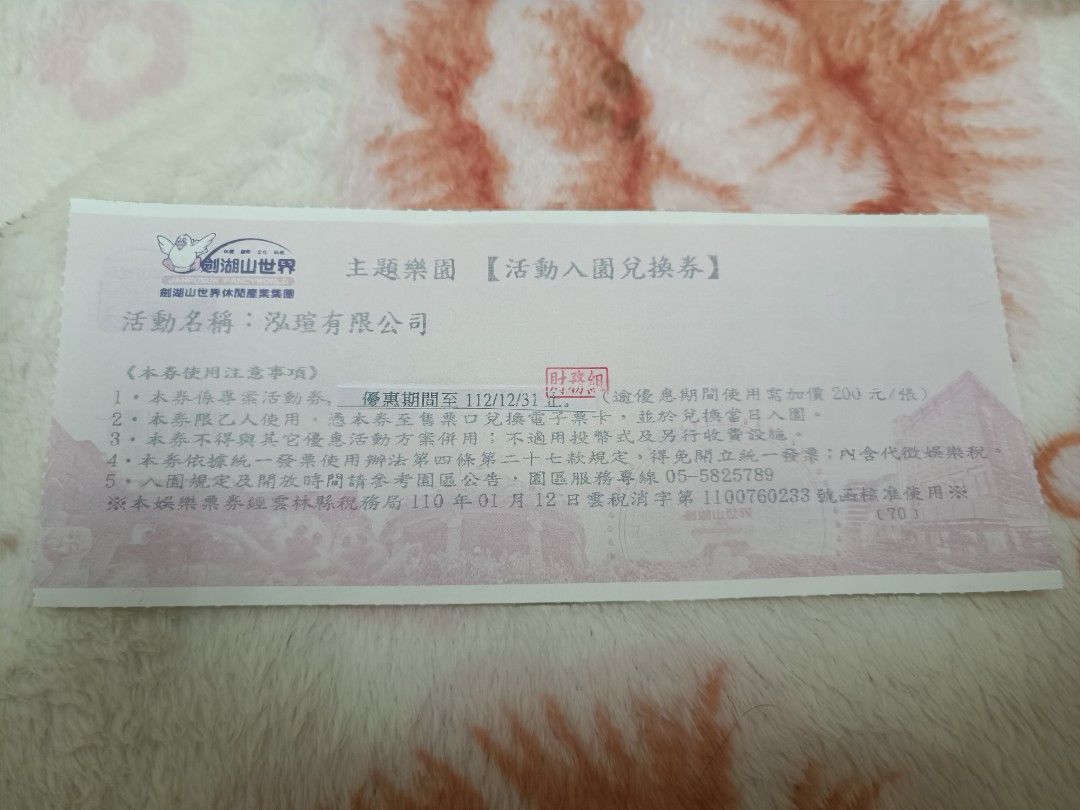 劍湖山世界
JANFUSUN FANCYWORLD
劍湖山世界休閒產業集團
主題樂園 【活動入園兌換券】
活動名稱：泓瑄有限公司
《本券使用注意事項》
1．本券係專案活動券，優惠期間至 112/12/31 止。（逾優惠期間使用需加價 200 元/張）
財務組
2．本券限乙人使用，憑本券至售票口兌換電子票卡，並於兌換當日入園。
3．本券不得與其它優惠活動方案併用；不適用投幣式及另行收費設施。
4．本券依據統一發票使用辦法第四條第二十七款規定，得免開立統一發票；內含代徵娛樂稅。
5．入園規定及開放時間請參考園區公告，園區服務專線 05-5825789
※本娛樂票券經雲林縣稅務局 110 年 01 月 12 日雲稅消字第 1100760233 號函核准使用※
(70)